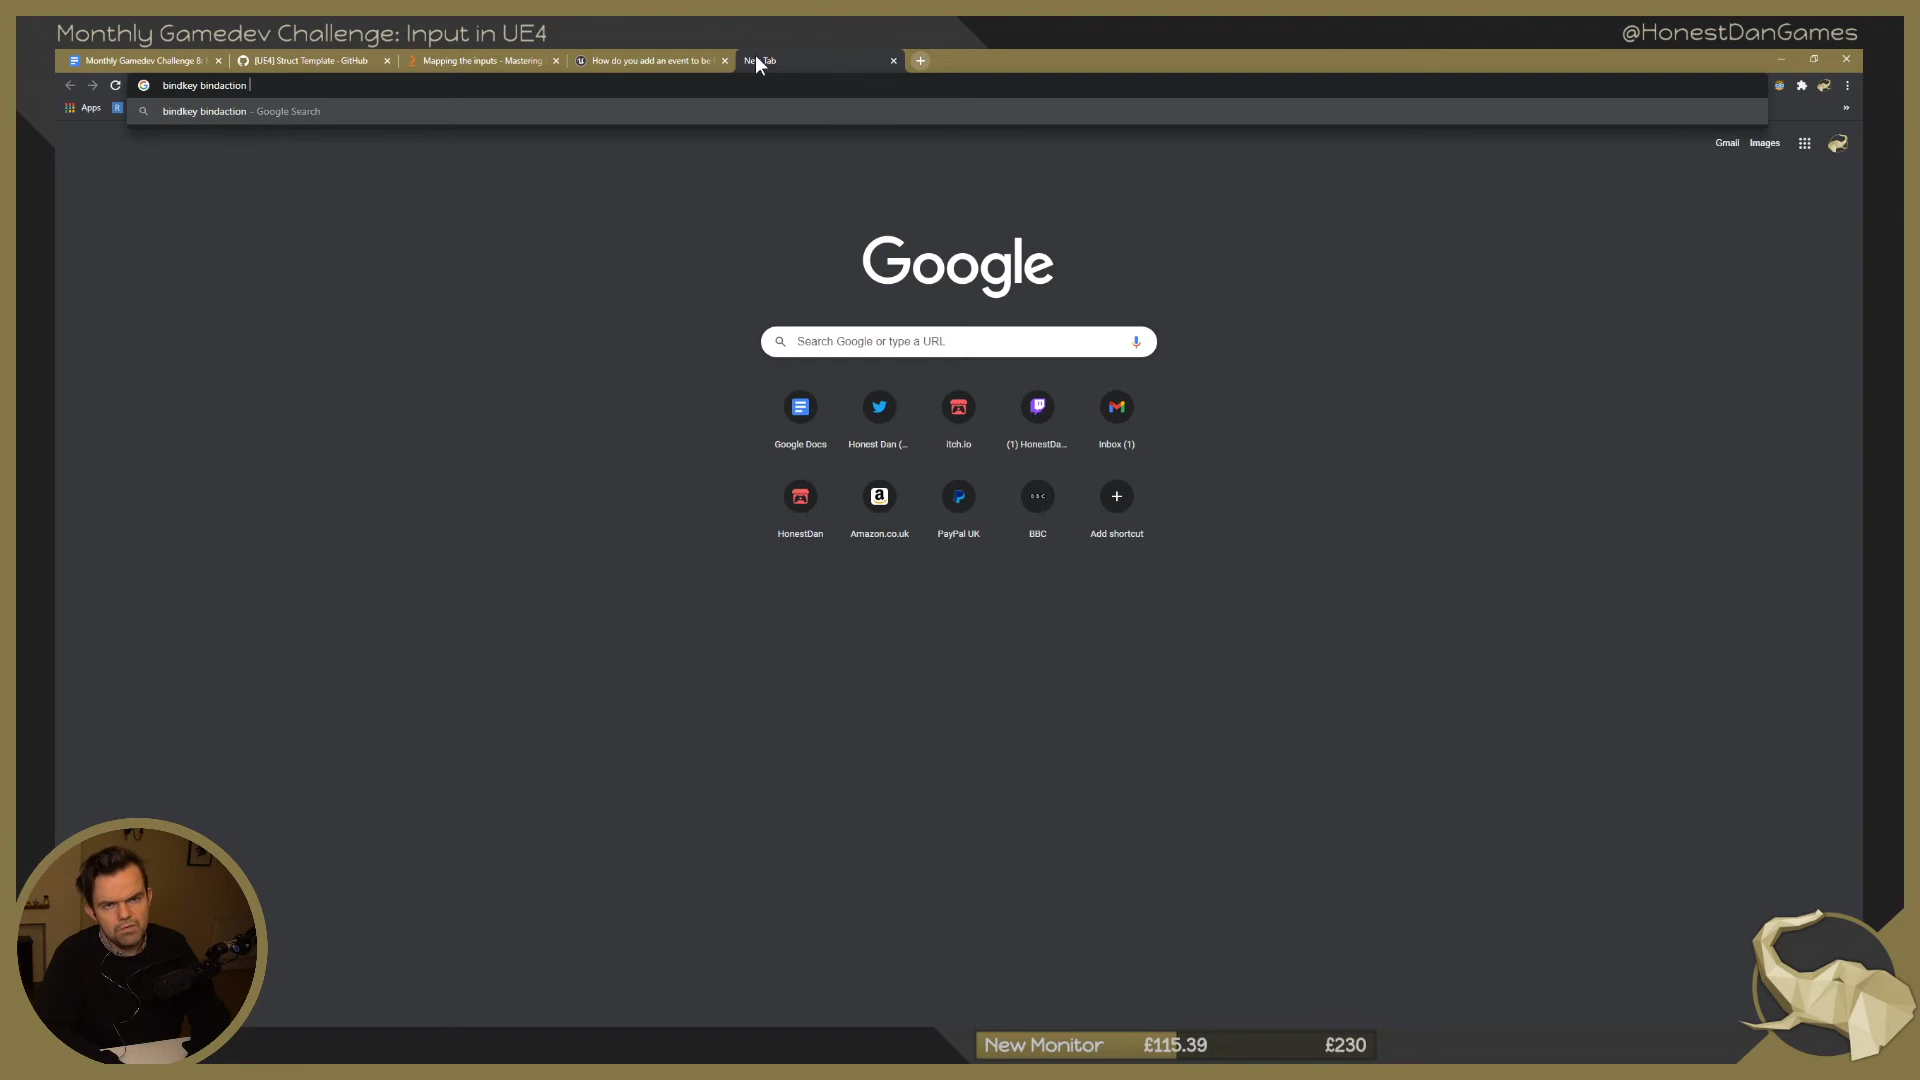 Monthly Gamedev Challenge: Input in UE4
@HonestDanGames
Monthly Gamedev Challenge 8:
[UE4] Struct Template - GitHub
Mapping the inputs - Mastering
How do you add an event to be
Tab
bindkey bindaction
Apps
R
bindkey bindaction - Google Search
»
Gmail
Images
Google
Search Google or type a URL
Google Docs
Honest Dan (...
itch.io
(1) HonestDa...
Inbox (1)
HonestDan
Amazon.co.uk
PayPal UK
BBC
BBC
Add shortcut
New Monitor
£115.39
£230